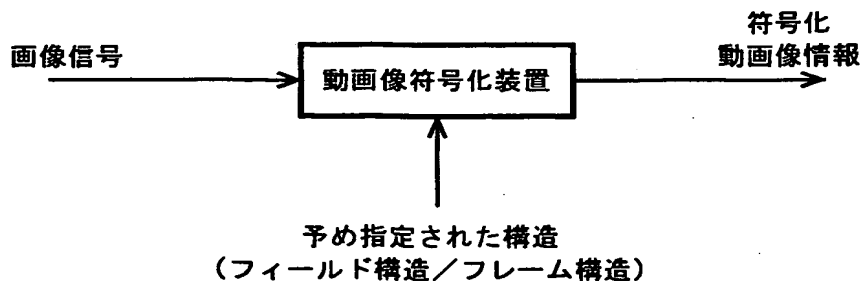 画像信号
動画像符号化装置
符号化
動画像情報
予め指定された構造
(フィールド構造/フレーム構造)